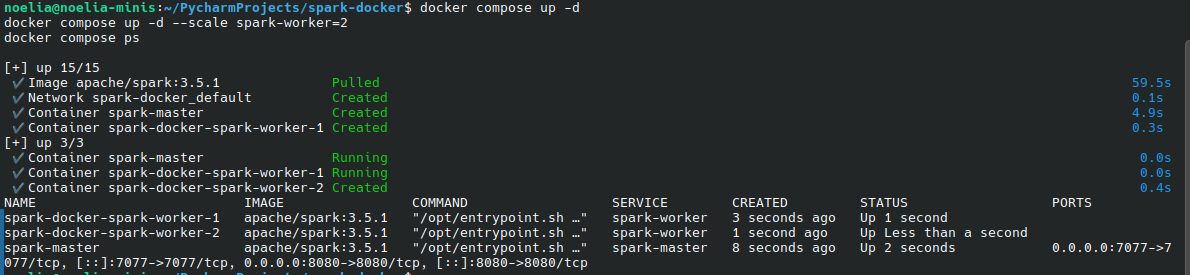 noelia@noelia-minis:~/PycharmProjects/spark-docker$ docker compose up -d
docker compose up -d --scale spark-worker=2
docker compose ps
[+] up 15/15
✔ Image apache/spark:3.5.1 Pulled 59.5s
✔ Network spark-docker_default Created 0.1s
✔ Container spark-master Created 4.9s
✔ Container spark-docker-spark-worker-1 Created 0.3s
[+] up 3/3
✔ Container spark-master Running 0.0s
✔ Container spark-docker-spark-worker-1 Running 0.0s
✔ Container spark-docker-spark-worker-2 Created 0.4s
NAME IMAGE COMMAND SERVICE CREATED STATUS PORTS
spark-docker-spark-worker-1 apache/spark:3.5.1 "/opt/entrypoint.sh …" spark-worker 3 seconds ago Up 1 second
spark-docker-spark-worker-2 apache/spark:3.5.1 "/opt/entrypoint.sh …" spark-worker 1 second ago Up Less than a second
spark-master apache/spark:3.5.1 "/opt/entrypoint.sh …" spark-master 8 seconds ago Up 2 seconds 0.0.0.0:7077->7
077/tcp, [::]:7077->7077/tcp, 0.0.0.0:8080->8080/tcp, [::]:8080->8080/tcp